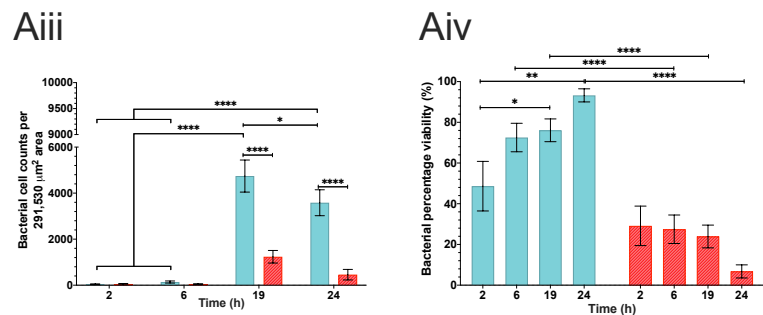 Aiii
Bacterial cell counts per
291,530 µm² area
10000
9500
9000
6000
4000
2000
0
****
****
*
****
****
2 6 19 24
Time (h)
Aiv
Bacterial percentage viability (%)
100
80
60
40
20
0
****
****
** ****
*
2 6 19 24 2 6 19 24
Time (h)